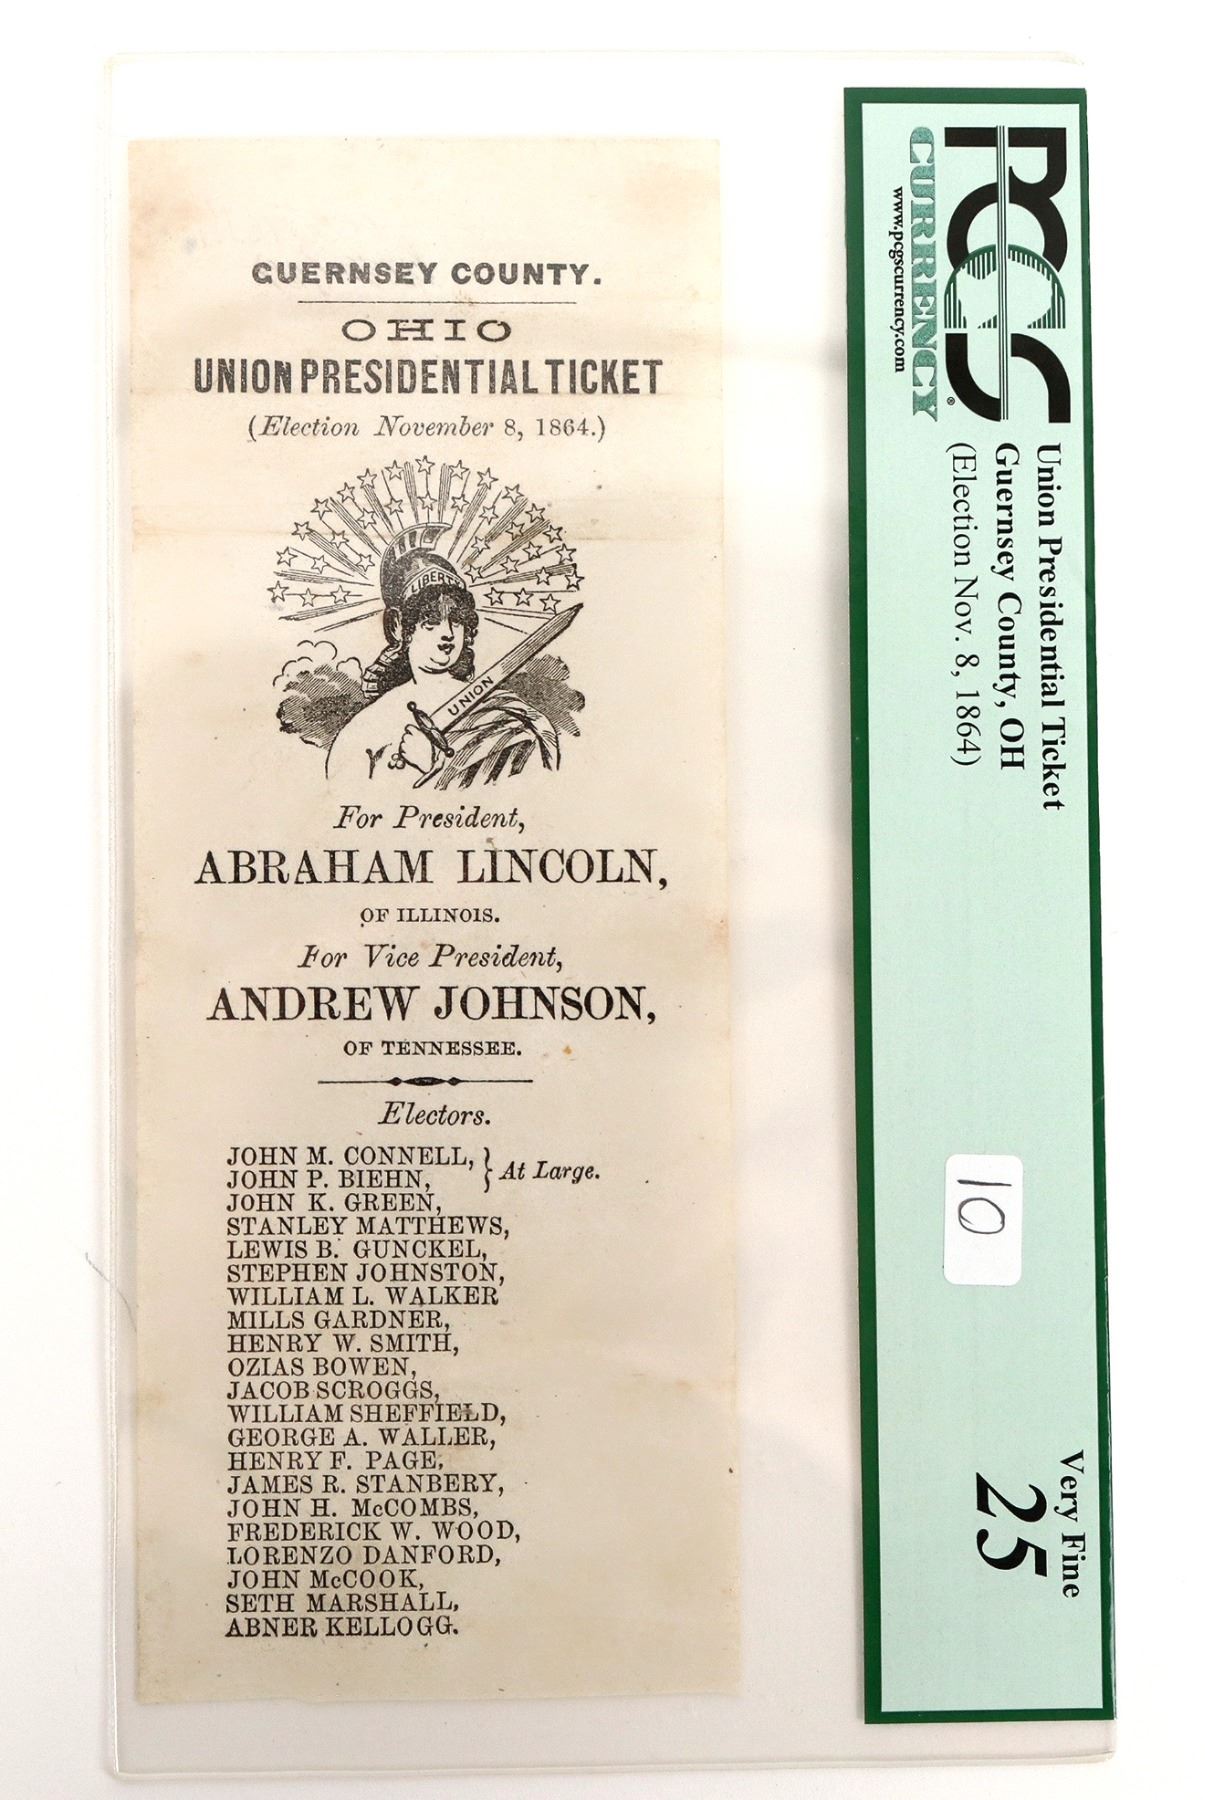 GUERNSEY COUNTY.
OHIO
UNION PRESIDENTIAL TICKET
(Election November 8, 1864.)
LIBERTY
UNION
For President,
ABRAHAM LINCOLN,
OF ILLINOIS.
For Vice President,
ANDREW JOHNSON,
OF TENNESSEE.
Electors.
JOHN M. CONNELL,
JOHN P. BIEHN, } At Large.
JOHN K. GREEN,
STANLEY MATTHEWS,
LEWIS B. GUNCKEL,
STEPHEN JOHNSTON,
WILLIAM L. WALKER
MILLS GARDNER,
HENRY W. SMITH,
OZIAS BOWEN,
JACOB SCROGGS,
WILLIAM SHEFFIELD,
GEORGE A. WALLER,
HENRY F. PAGE,
JAMES R. STANBERY,
JOHN H. McCOMBS,
FREDERICK W. WOOD,
LORENZO DANFORD,
JOHN McCOOK,
SETH MARSHALL,
ABNER KELLOGG.
PCGS
CURRENCY®
www.pcgscurrency.com
Union Presidential Ticket
Guernsey County, OH
(Election Nov. 8, 1864)
10
Very Fine
25